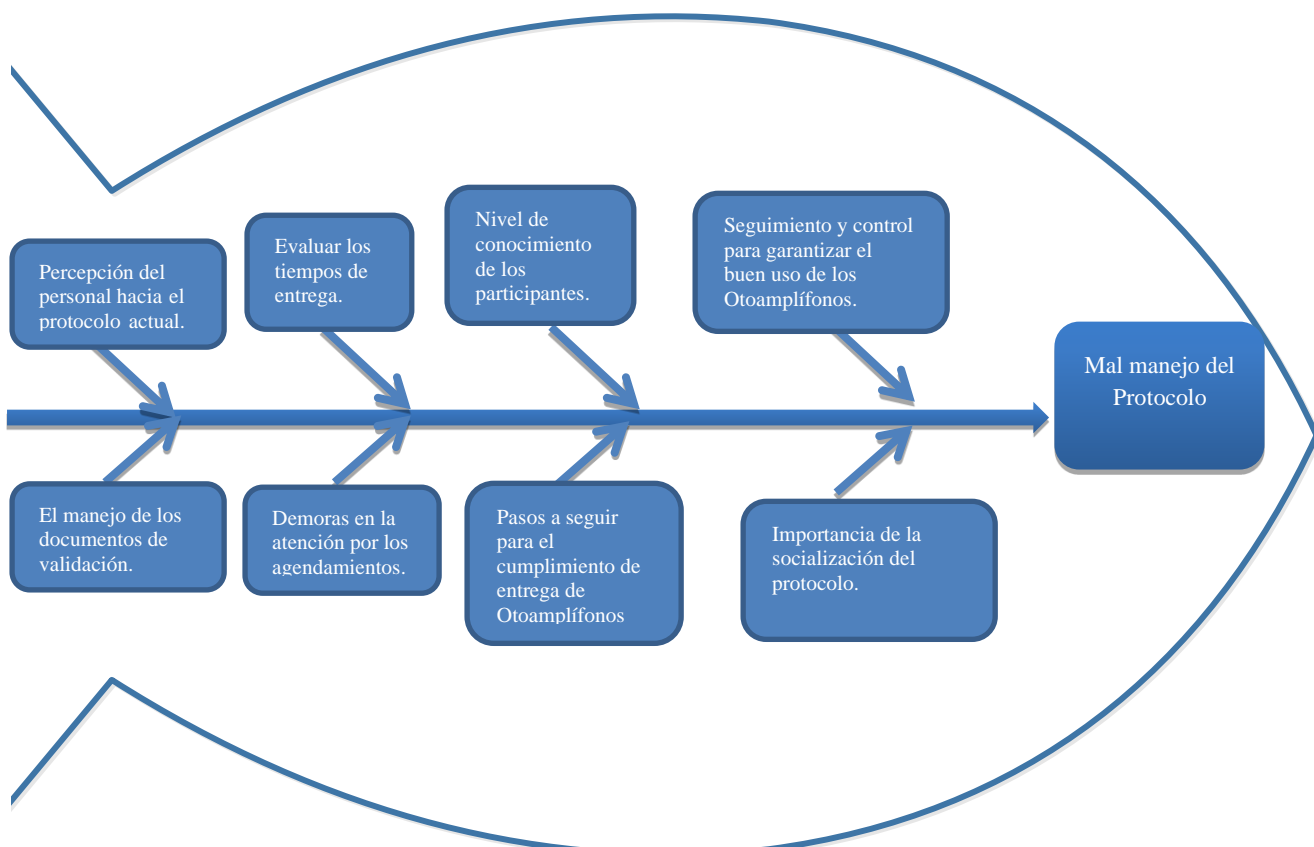 Percepción del
personal hacia el
protocolo actual.
Evaluar los
tiempos de
entrega.
Nivel de
conocimiento
de los
participantes.
Seguimiento y control
para garantizar el
buen uso de los
Otoamplífonos.
Mal manejo del
Protocolo
El manejo de los
documentos de
validación.
Demoras en la
atención por los
agendamientos.
Pasos a seguir
para el
cumplimiento de
entrega de
Otoamplífonos
Importancia de la
socialización del
protocolo.